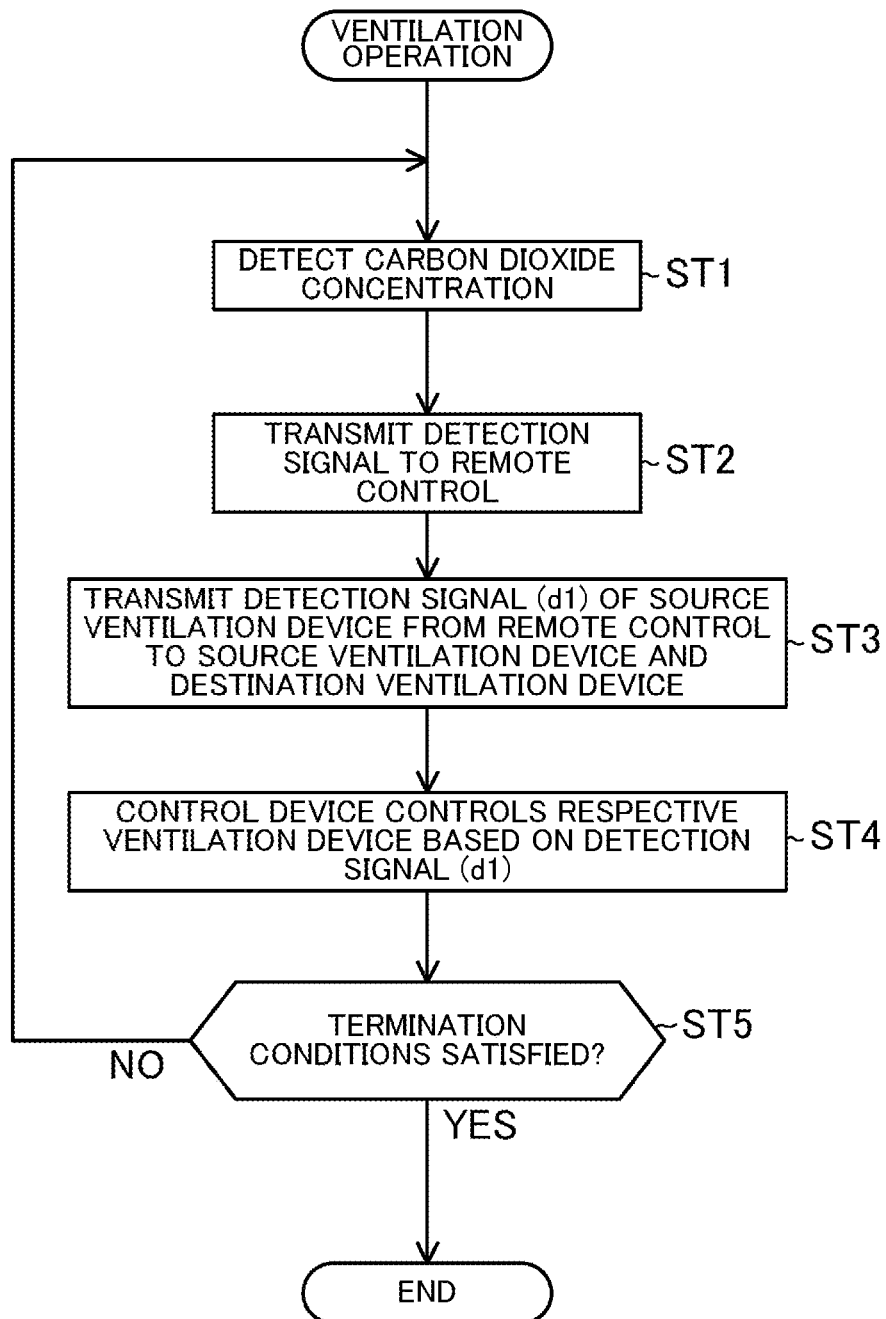 VENTILATION
OPERATION
DETECT CARBON DIOXIDE
CONCENTRATION
ST1
TRANSMIT DETECTION
SIGNAL TO REMOTE
CONTROL
ST2
TRANSMIT DETECTION SIGNAL (d1) OF SOURCE
VENTILATION DEVICE FROM REMOTE CONTROL
TO SOURCE VENTILATION DEVICE AND
DESTINATION VENTILATION DEVICE
ST3
CONTROL DEVICE CONTROLS RESPECTIVE
VENTILATION DEVICE BASED ON DETECTION
SIGNAL (d1)
ST4
TERMINATION
CONDITIONS SATISFIED?
ST5
NO
YES
END